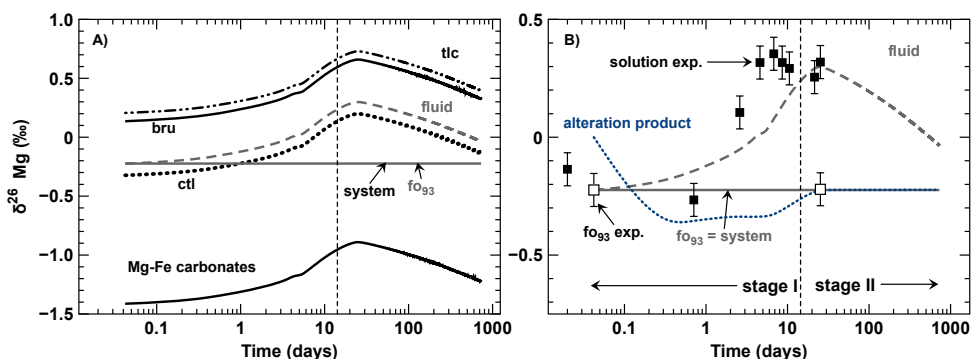 A)
B)
1.0
0.5
0
−0.5
−1.0
−1.5
δ²⁶ Mg (‰)
tlc
bru
fluid
ctl
system
fo₉₃
Mg-Fe carbonates
0.1
1
10
100
1000
Time (days)
0.5
0
−0.5
solution exp.
fluid
alteration product
fo₉₃ exp.
fo₉₃ = system
stage I
stage II
0.1
1
10
100
1000
Time (days)